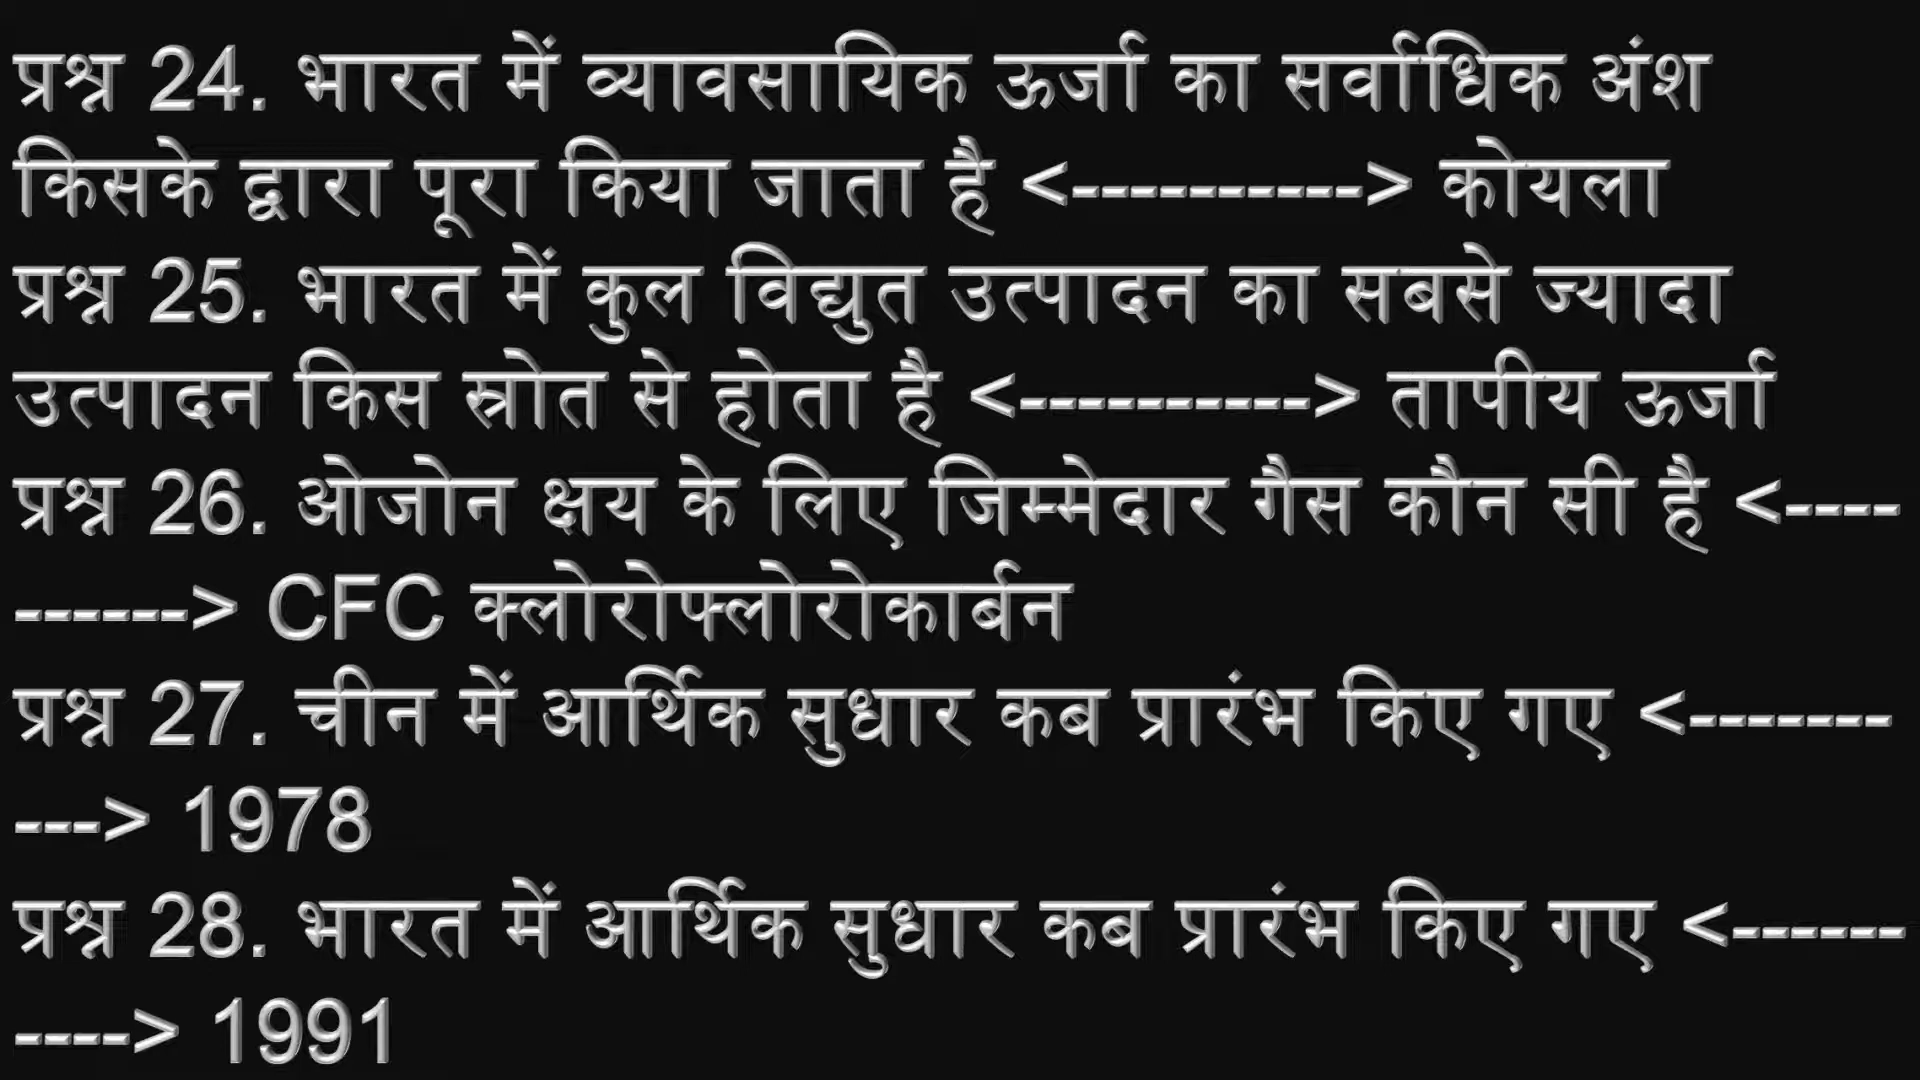 प्रश्न 24. भारत में व्यावसायिक ऊर्जा का सर्वाधिक अंश
किसके द्वारा पूरा किया जाता है <----------> कोयला
प्रश्न 25. भारत में कुल विद्युत उत्पादन का सबसे ज्यादा
उत्पादन किस स्रोत से होता है <----------> तापीय ऊर्जा
प्रश्न 26. ओजोन क्षय के लिए जिम्मेदार गैस कौन सी है <----
------> CFC क्लोरोफ्लोरोकार्बन
प्रश्न 27. चीन में आर्थिक सुधार कब प्रारंभ किए गए <-------
---> 1978
प्रश्न 28. भारत में आर्थिक सुधार कब प्रारंभ किए गए <------
----> 1991